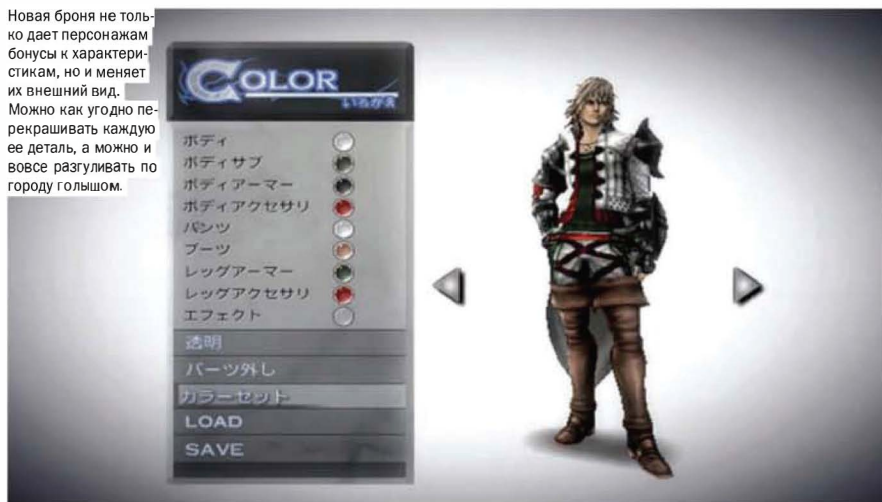 Новая броня не толь-
ко дает персонажам
бонусы к характери-
стикам, но и меняет
их внешний вид.
Можно как угодно пе-
рекрашивать каждую
ее деталь, а можно и
вовсе разгуливать по
городу голышом.
COLOR
いろがえ
ボディ
ボディサブ
ボディアーマー
ボディアクセサリ
パンツ
ブーツ
レッグアーマー
レッグアクセサリ
エフェクト
透明
パーツ外し
カラーセット
LOAD
SAVE